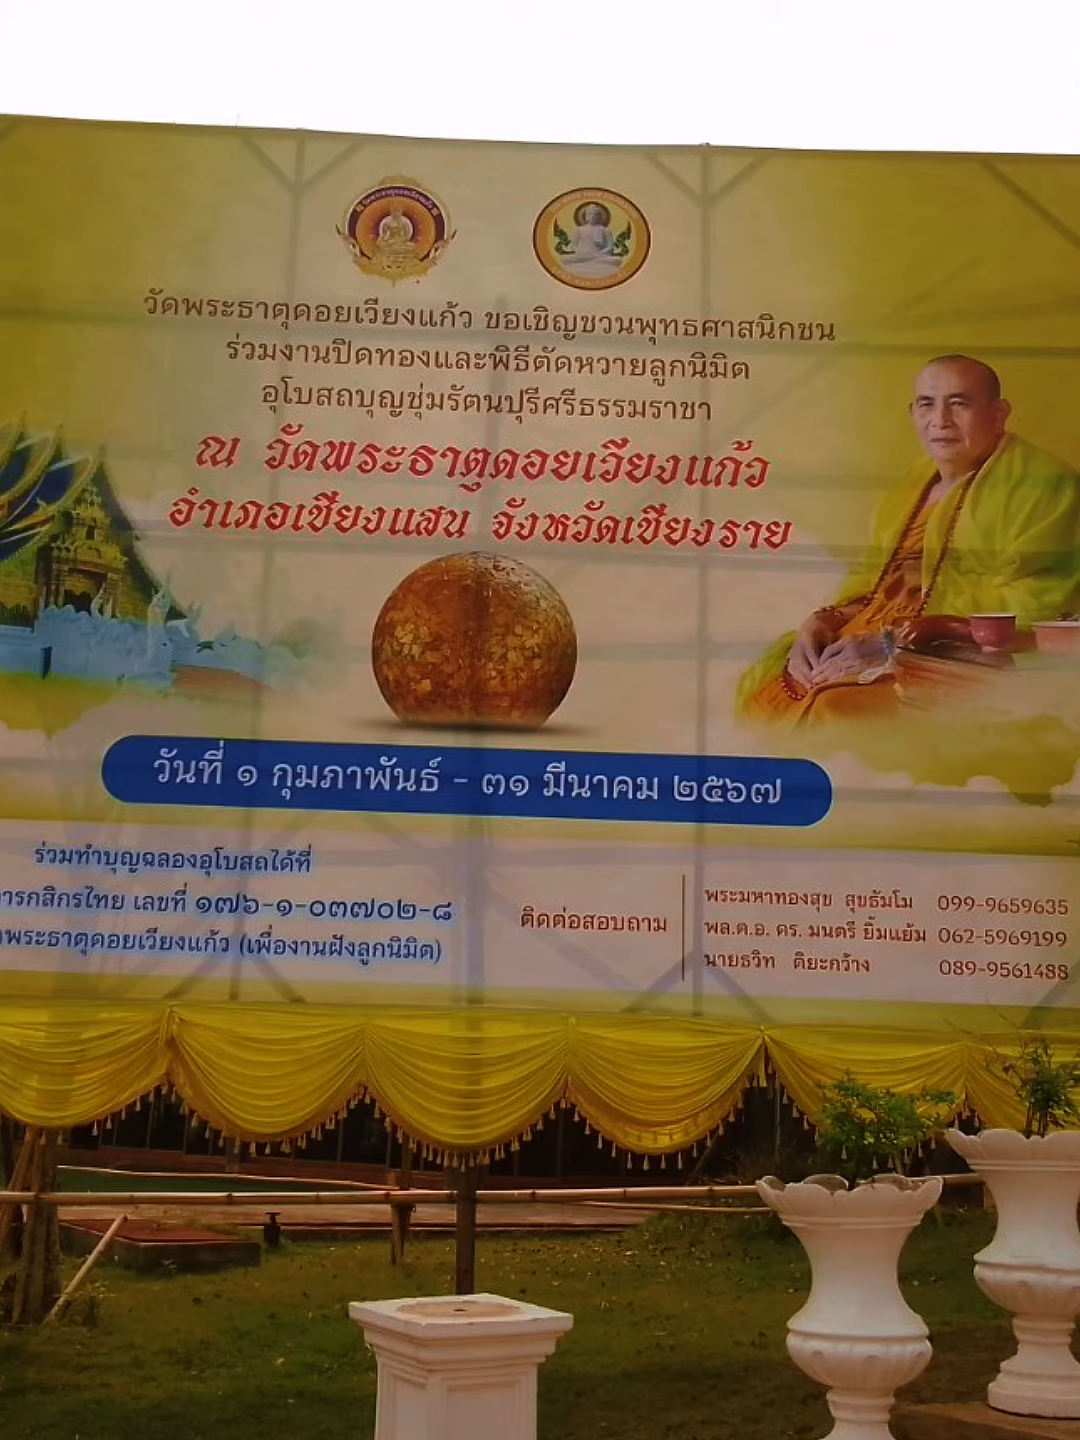 วัดพระธาตุดอยเวียงแก้ว ขอเชิญชวนพุทธศาสนิกชน
ร่วมงานปิดทองและพิธีตัดหวายลูกนิมิต
อุโบสถบุญชุ่มรัตนปุรีศรีธรรมราชา
ณ วัดพระธาตุดอยเวียงแก้ว
อำเภอเชียงแสน จังหวัดเชียงราย
วันที่ ๑ กุมภาพันธ์ - ๓๑ มีนาคม ๒๕๖๗
ร่วมทำบุญฉลองอุโบสถได้ที่
ารกสิกรไทย เลขที่ ๑๗๖-๑-๐๓๗๐๒-๘
พระธาตุดอยเวียงแก้ว (เพื่องานฝังลูกนิมิต)
ติดต่อสอบถาม
พระมหาทองสุข สุขธัมโม 099-9659635
พล.ต.อ. ดร. มนตรี ยิ้มแย้ม 062-5969199
นายธวิท ติยะกว้าง 089-9561488